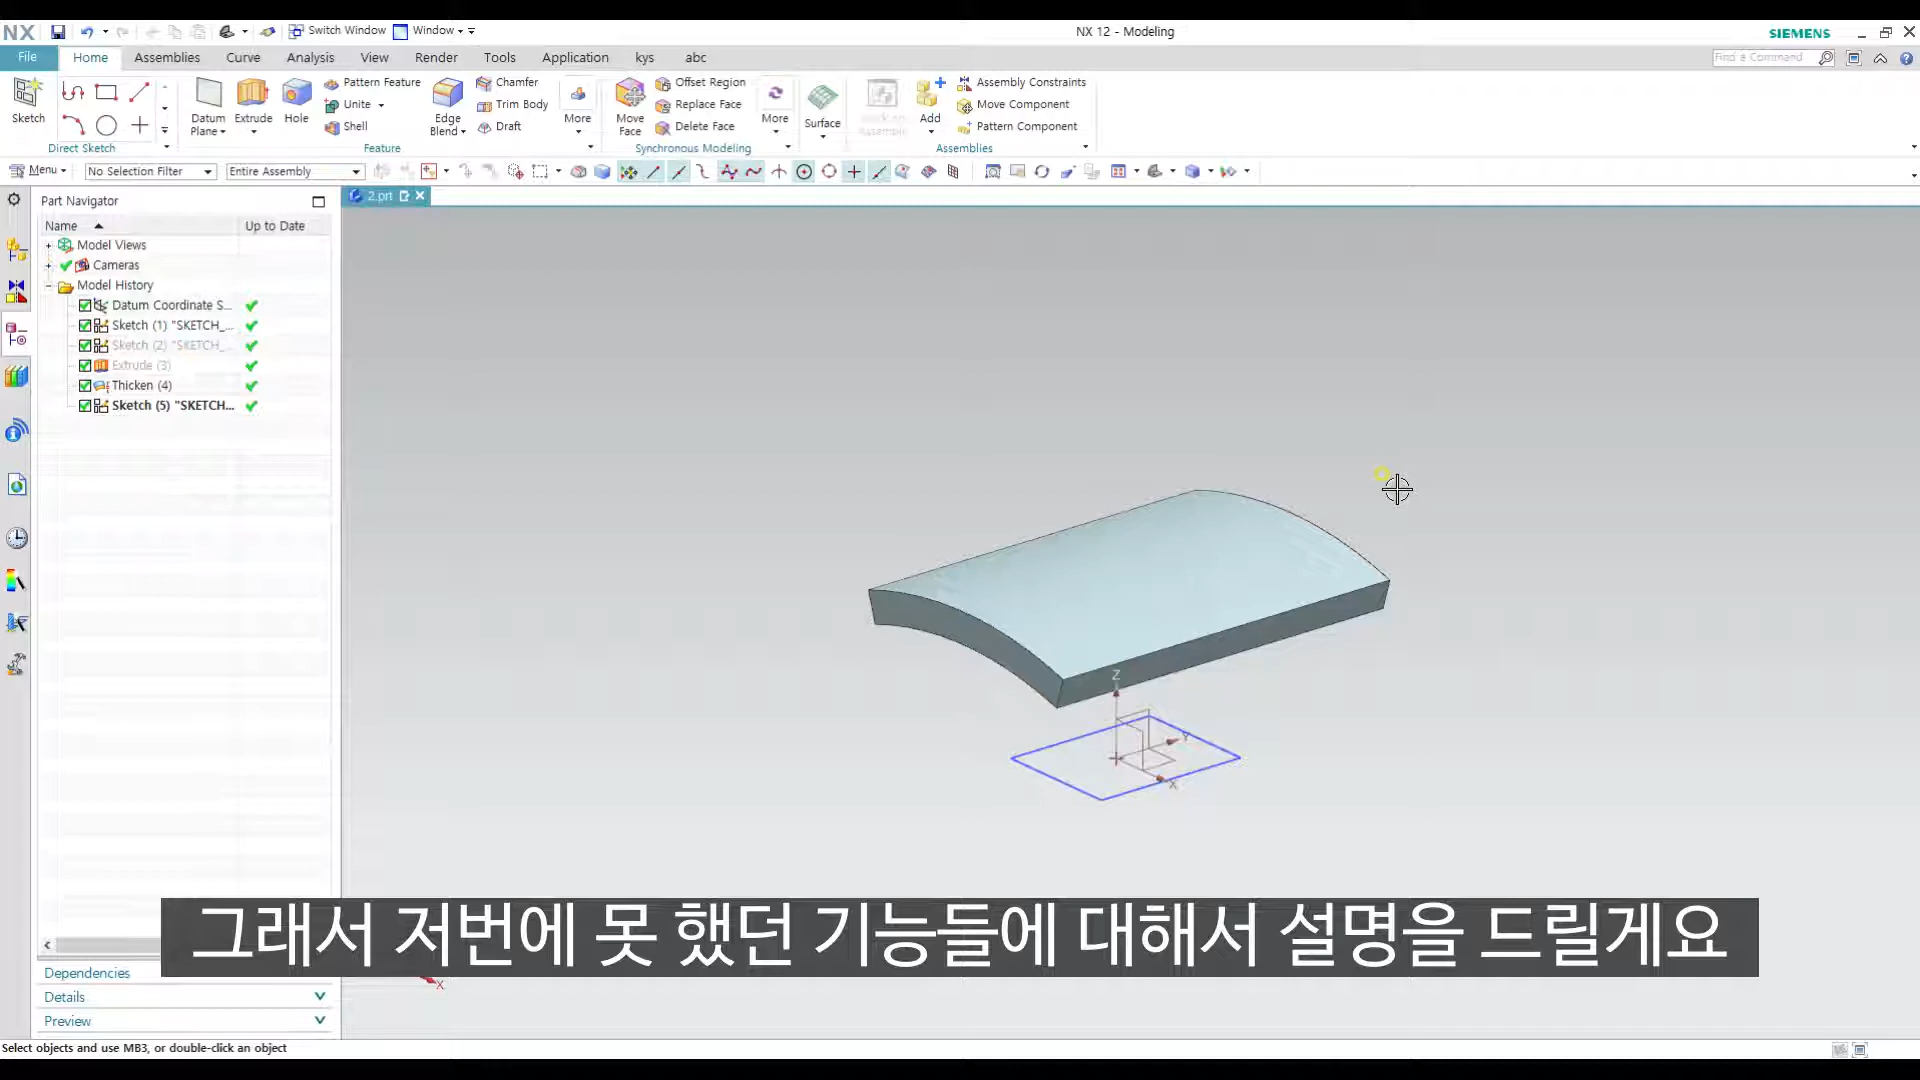 NX
Switch Window
Window
NX 12 - Modeling
SIEMENS
File
Home
Assemblies
Curve
Analysis
View
Render
Tools
Application
kys
abc
Find a Command
Sketch
Direct Sketch
Datum
Plane
Extrude
Hole
Pattern Feature
Unite
Shell
Edge
Blend
Chamfer
Trim Body
Draft
More
Feature
Move
Face
Offset Region
Replace Face
Delete Face
More
Synchronous Modeling
Surface
Add
Assembly Constraints
Move Component
Pattern Component
Assemblies
Menu
No Selection Filter
Entire Assembly
Part Navigator
2.prt
Name
Up to Date
Model Views
Cameras
Model History
Datum Coordinate S...
Sketch (1) "SKETCH_...
Sketch (2) "SKETCH_...
Extrude (3)
Thicken (4)
Sketch (5) "SKETCH...
Z
Y
X
그래서 저번에 못 했던 기능들에 대해서 설명을 드릴게요
X
Dependencies
Details
Preview
Select objects and use MB3, or double-click an object